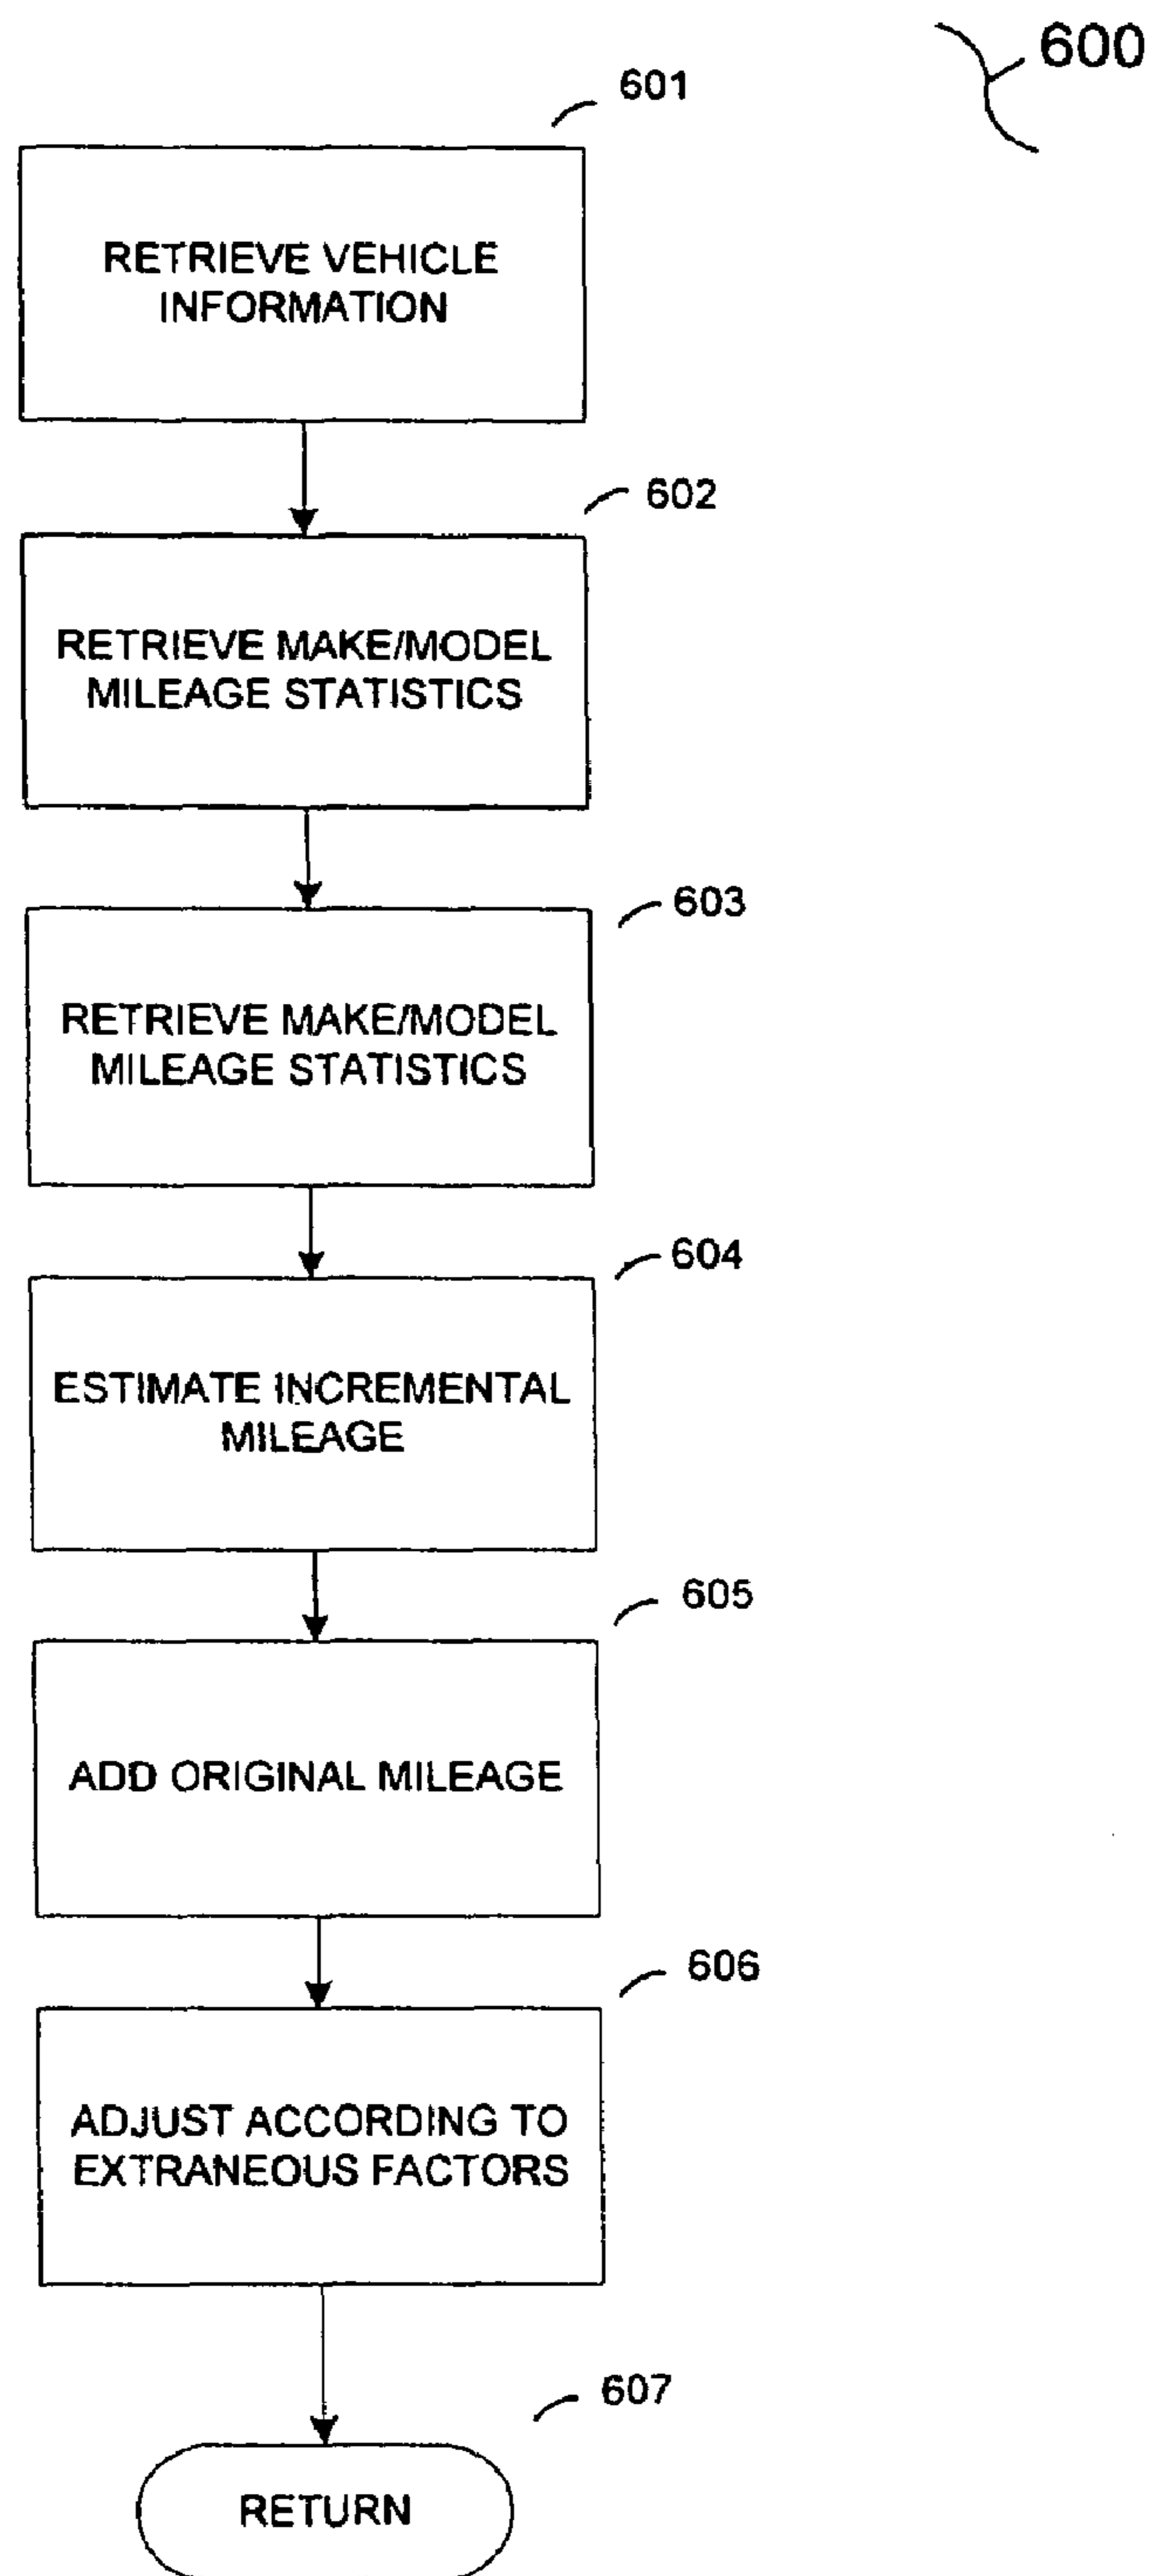 600
601
RETRIEVE VEHICLE
INFORMATION
602
RETRIEVE MAKE/MODEL
MILEAGE STATISTICS
603
RETRIEVE MAKE/MODEL
MILEAGE STATISTICS
604
ESTIMATE INCREMENTAL
MILEAGE
605
ADD ORIGINAL MILEAGE
606
ADJUST ACCORDING TO
EXTRANEOUS FACTORS
607
RETURN